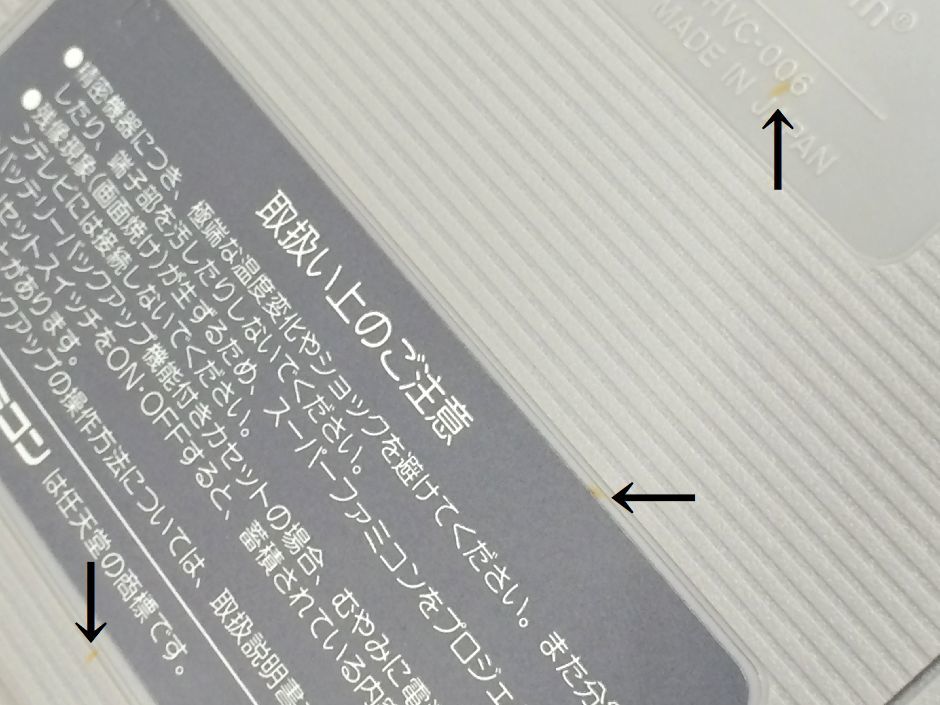 HVC-006
MADE IN JAPAN
取扱い上のご注意
●精密機器につき、極端な温度変化やショックを避けてください。また分
したり、端子部を汚したりしないでください。
●残像現象(画面焼け)が生ずるため、スーパーファミコンをプロジェ
ンテレビには接続しないでください。
バッテリーバックアップ機能付きカセットの場合、むやみに電
セットスイッチをON・OFFすると、蓄積されている内
があります。
クアップの操作方法については、取扱説明書
ミコンは任天堂の商標です。